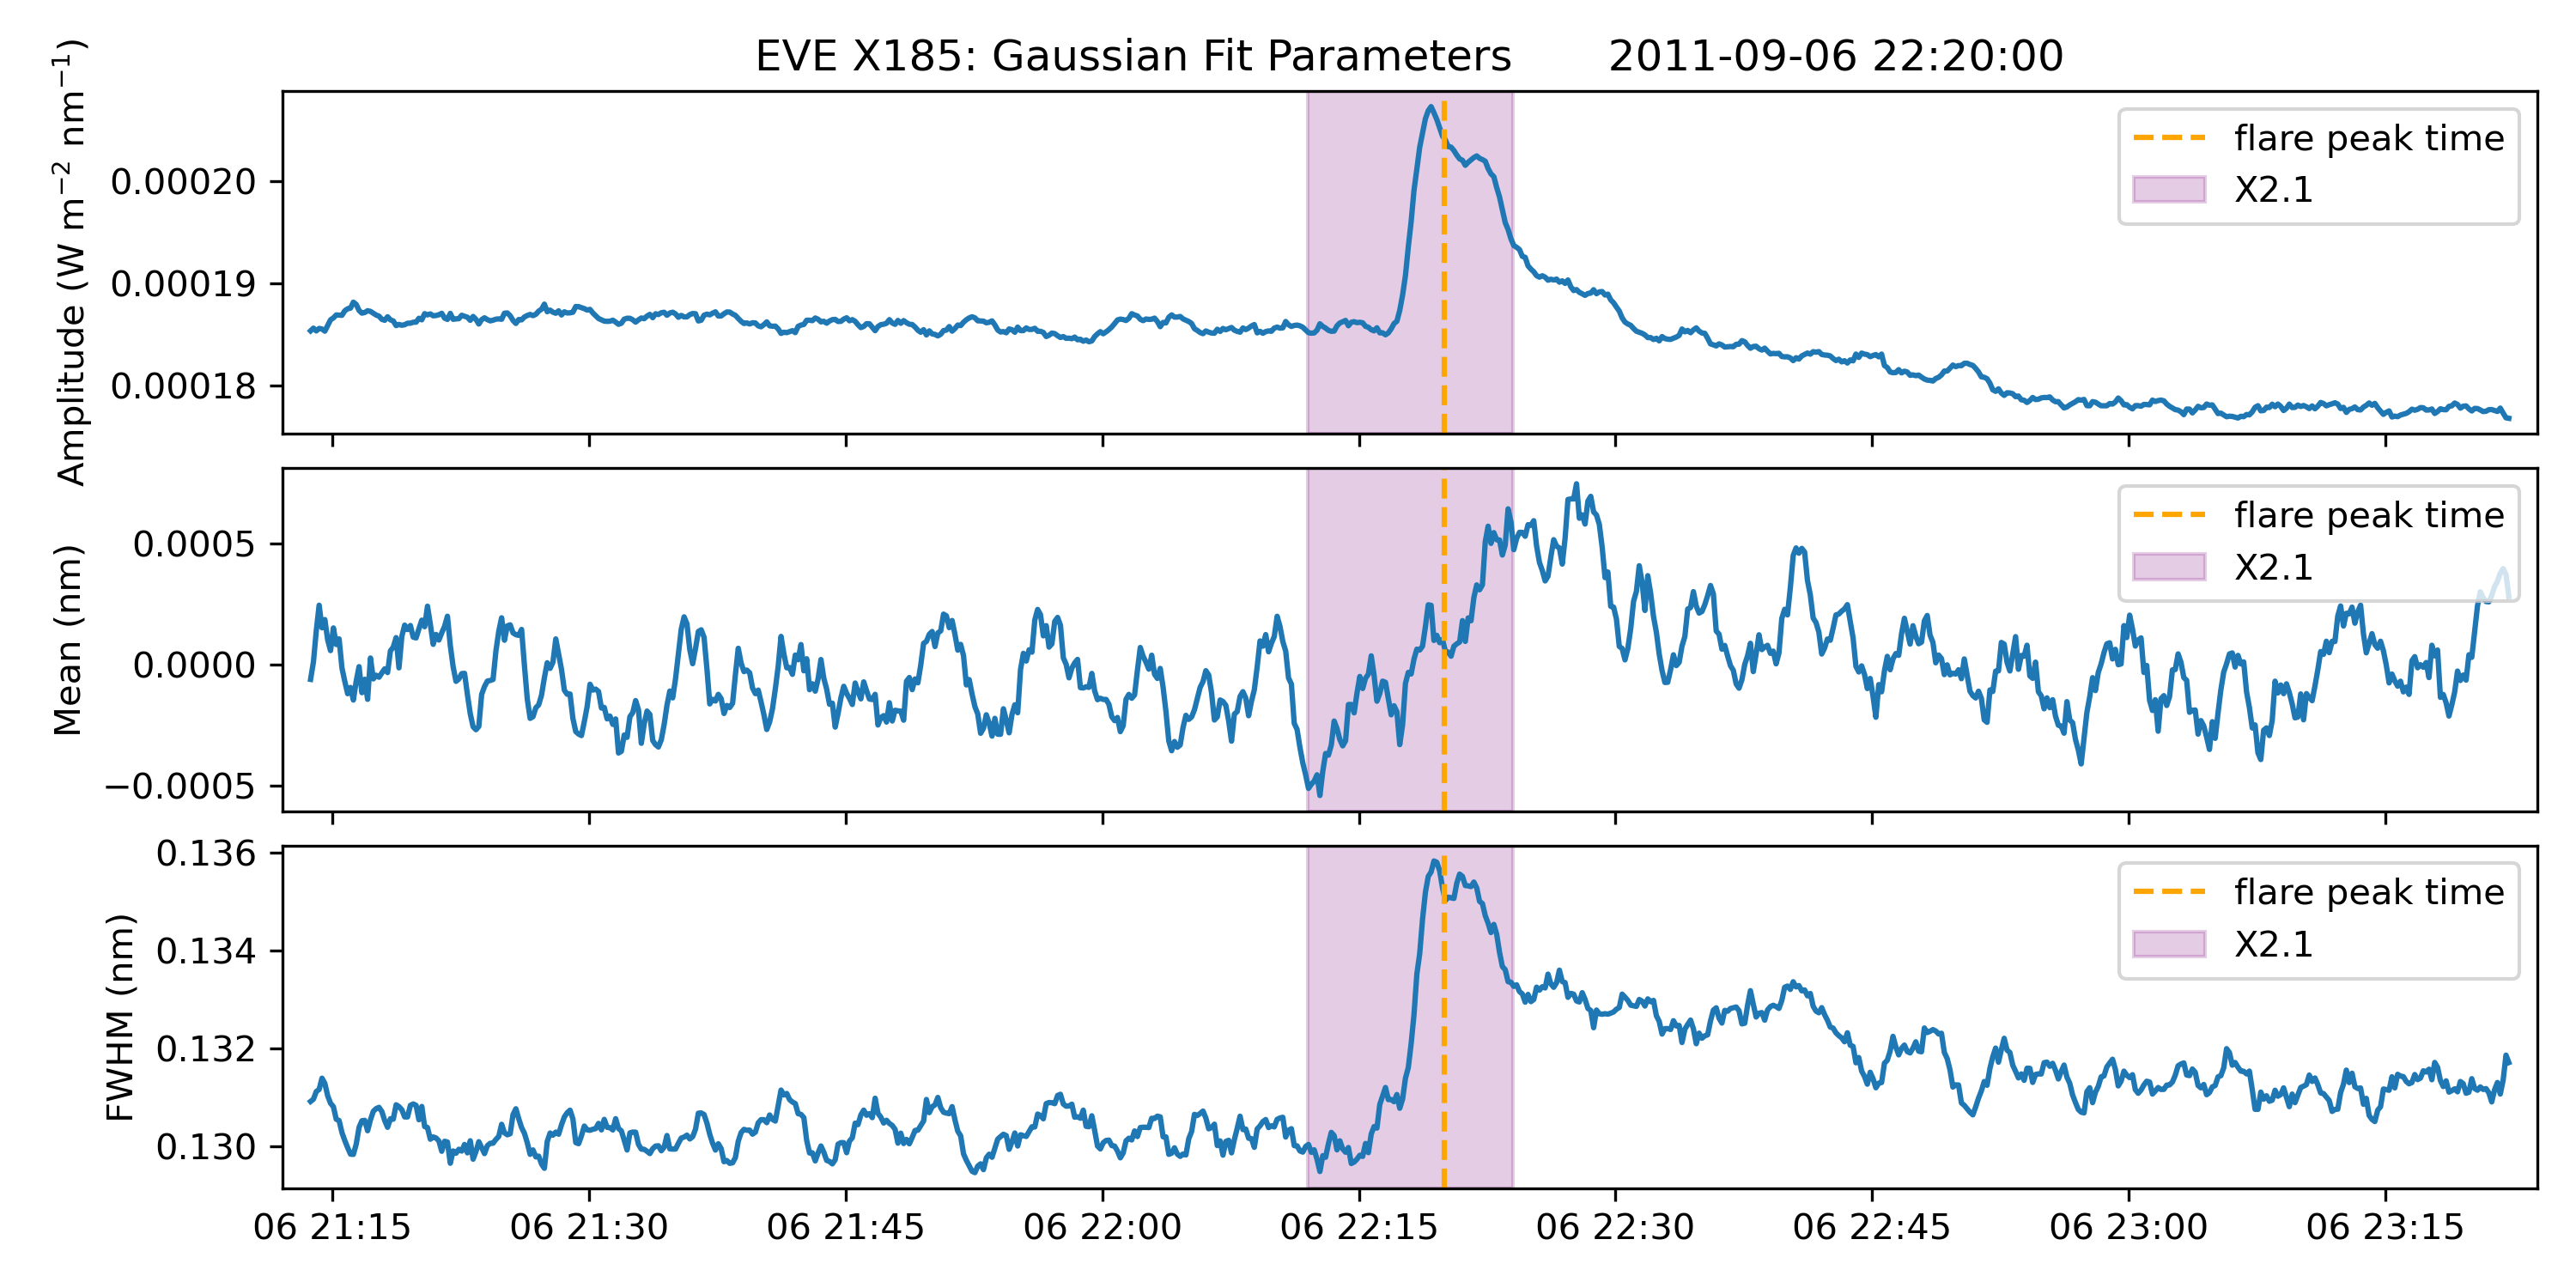 EVE X185: Gaussian Fit Parameters 2011-09-06 22:20:00
Amplitude (W m⁻² nm⁻¹)
0.00020
0.00019
0.00018
flare peak time
X2.1
Mean (nm)
0.0005
0.0000
−0.0005
flare peak time
X2.1
FWHM (nm)
0.136
0.134
0.132
0.130
flare peak time
X2.1
06 21:15 06 21:30 06 21:45 06 22:00 06 22:15 06 22:30 06 22:45 06 23:00 06 23:15